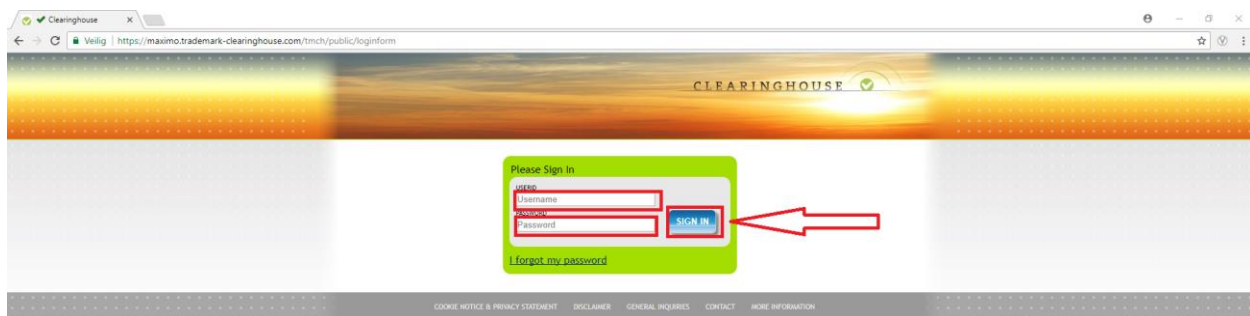 Clearinghouse
Veilig | https://maximo.trademark-clearinghouse.com/tmch/public/loginform
CLEARINGHOUSE
Please Sign In
USERID
Username
PASSWORD
Password
SIGN IN
I forgot my password
COOKIE NOTICE & PRIVACY STATEMENT DISCLAIMER GENERAL INQUIRIES CONTACT MORE INFORMATION